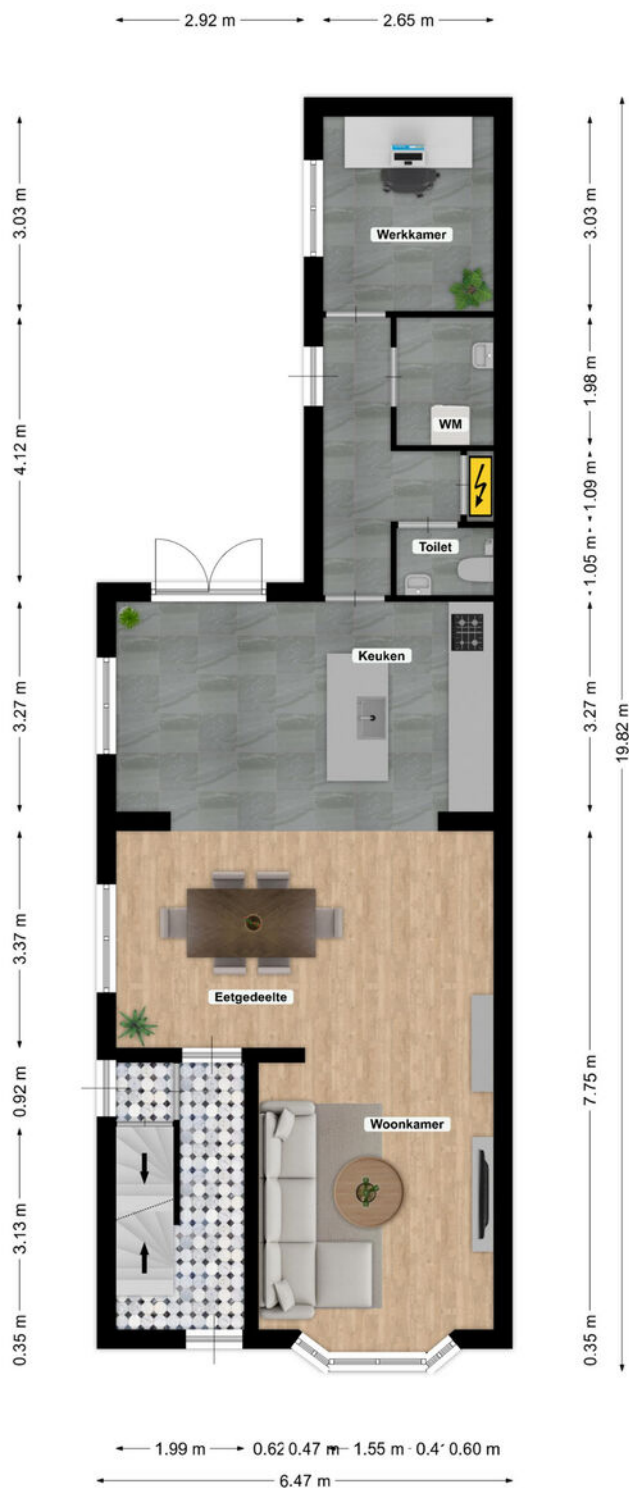 2.92 m
2.65 m
3.03 m
4.12 m
3.27 m
3.37 m
0.92 m
3.13 m
0.35 m
Werkkamer
WM
Toilet
Keuken
Eetgedeelte
Woonkamer
3.03 m
1.98 m
1.09 m
1.05 m
3.27 m
7.75 m
0.35 m
19.82 m
1.99 m
0.62
0.47 m
1.55 m
0.60 m
6.47 m